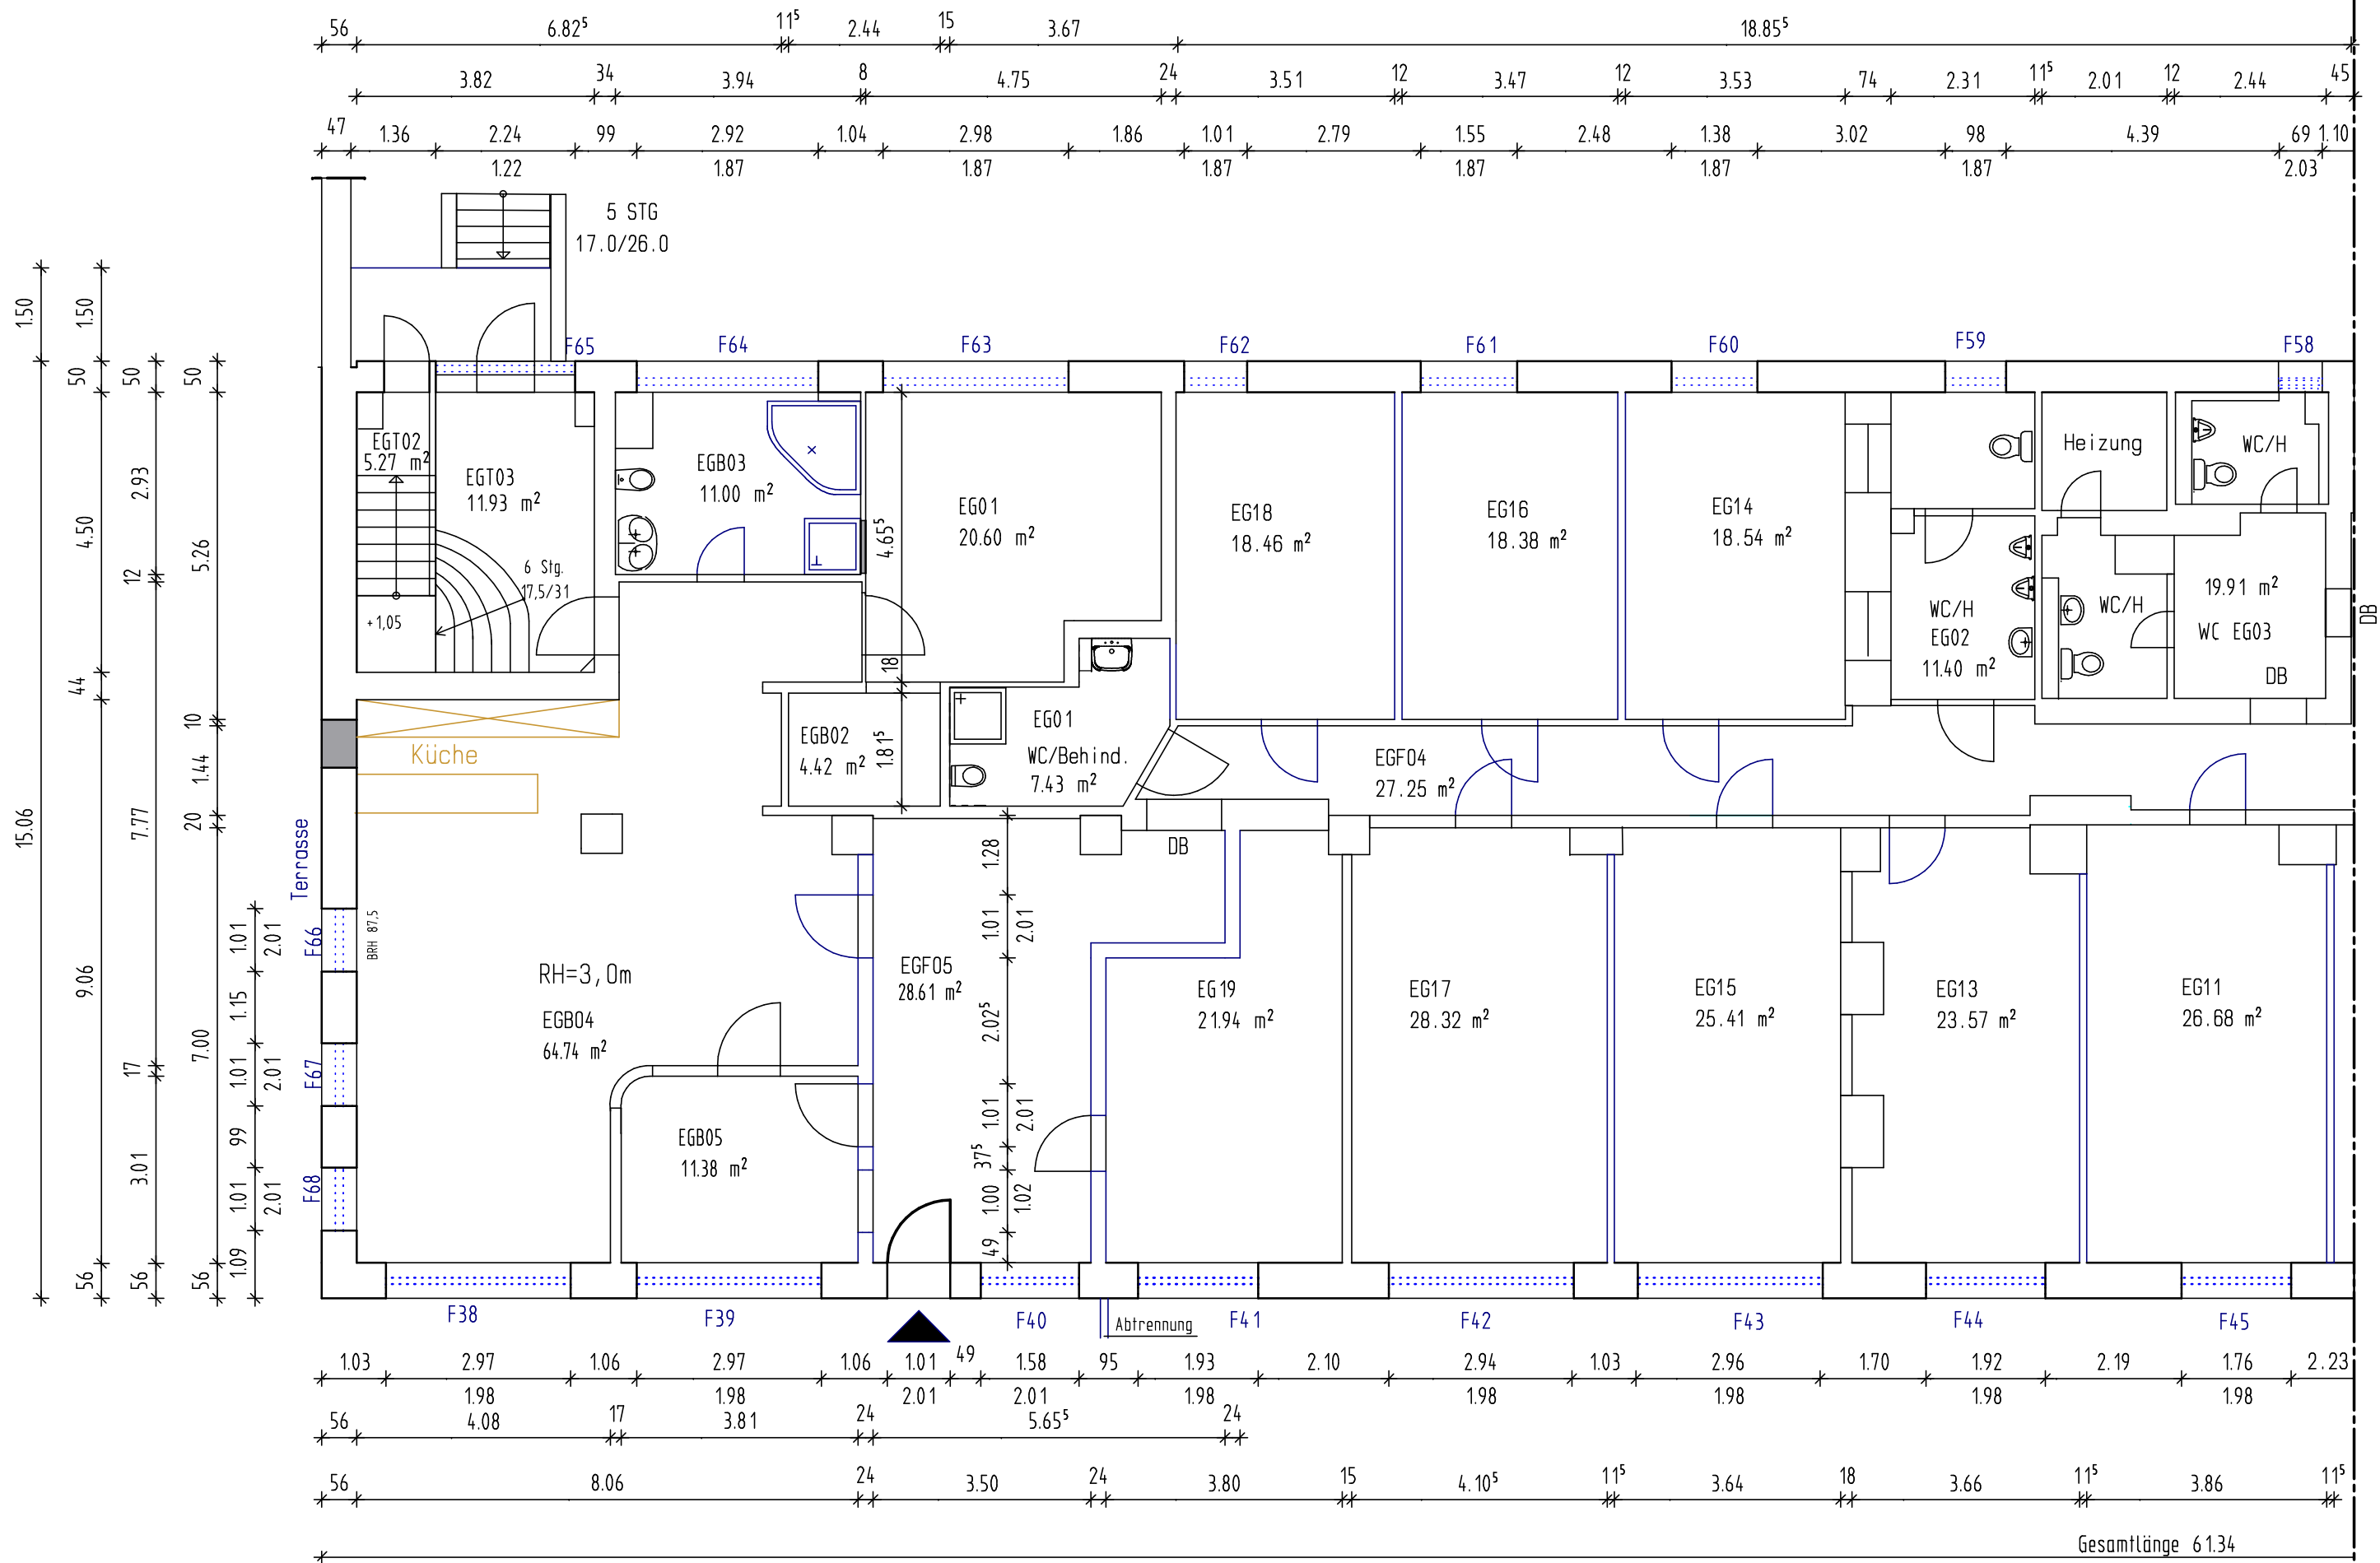 56 6.82⁵ 11⁵ 2.44 15 3.67 18.85⁵
3.82 34 3.94 8 4.75 24 3.51 12 3.47 12 3.53 74 2.31 11⁵ 2.01 12 2.44 45
47 1.36 2.24 99 2.92 1.04 2.98 1.86 1.01 2.79 1.55 2.48 1.38 3.02 98 4.39 69 1.10
1.22 1.87 1.87 1.87 1.87 1.87 1.87 2.03
5 STG
17.0/26.0
F65 F64 F63 F62 F61 F60 F59 F58
EGT02
5.27 m²
EGT03
11.93 m²
6 Stg.
17,5/31
+1,05
EGB03
11.00 m²
EG01
20.60 m²
EG18
18.46 m²
EG16
18.38 m²
EG14
18.54 m²
Heizung
WC/H
WC/H
EG02
11.40 m²
WC/H
19.91 m²
WC EG03
DB
DB
4.65⁵
18
1.81⁵
Küche
EGB02
4.42 m²
EG01
WC/Behind.
7.43 m²
EGF04
27.25 m²
DB
Terrasse
F66
F67
F68
BRH 87.5
RH=3,0m
EGB04
64.74 m²
EGB05
11.38 m²
EGF05
28.61 m²
1.28
1.01 2.01
2.02⁵
1.01 2.01
37⁵
1.00 1.02
49
EG19
21.94 m²
EG17
28.32 m²
EG15
25.41 m²
EG13
23.57 m²
EG11
26.68 m²
1.50
15.06
1.50
50
4.50
44
9.06
56
50
2.93
12
7.77
17
3.01
56
50
5.26
10
1.44
20
7.00
56
1.01 2.01
1.15
1.01 2.01
99
1.01 2.01
1.09
F38 F39 F40 F41 F42 F43 F44 F45
Abtrennung
1.03 2.97 1.06 2.97 1.06 1.01 49 1.58 95 1.93 2.10 2.94 1.03 2.96 1.70 1.92 2.19 1.76 2.23
1.98 1.98 2.01 2.01 1.98 1.98 1.98 1.98 1.98
56 4.08 17 3.81 24 5.65⁵ 24
56 8.06 24 3.50 24 3.80 15 4.10⁵ 11⁵ 3.64 18 3.66 11⁵ 3.86 11⁵
Gesamtlänge 61.34